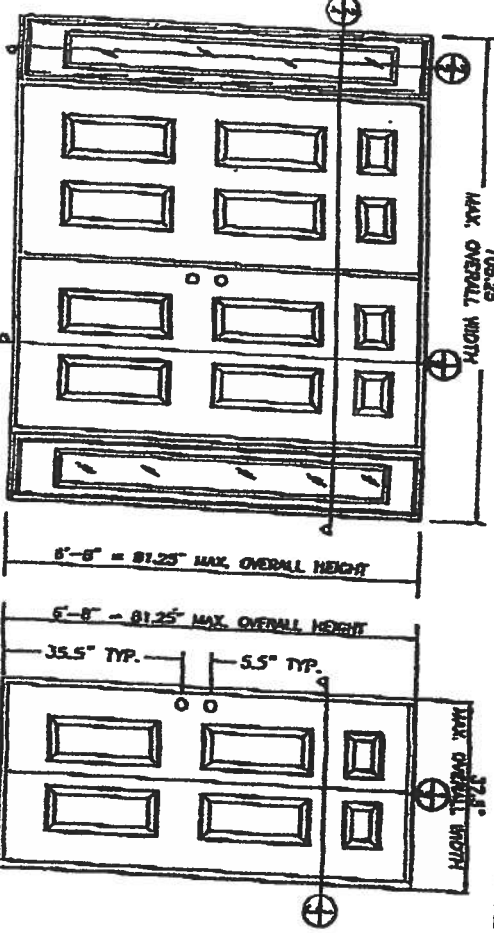 MAX. OVERALL WIDTH
6'-8" = 81.25" MAX. OVERALL HEIGHT
6'-8" = 81.25" MAX. OVERALL HEIGHT
35.5" TYP.
5.5" TYP.
MAX. OVERALL WIDTH